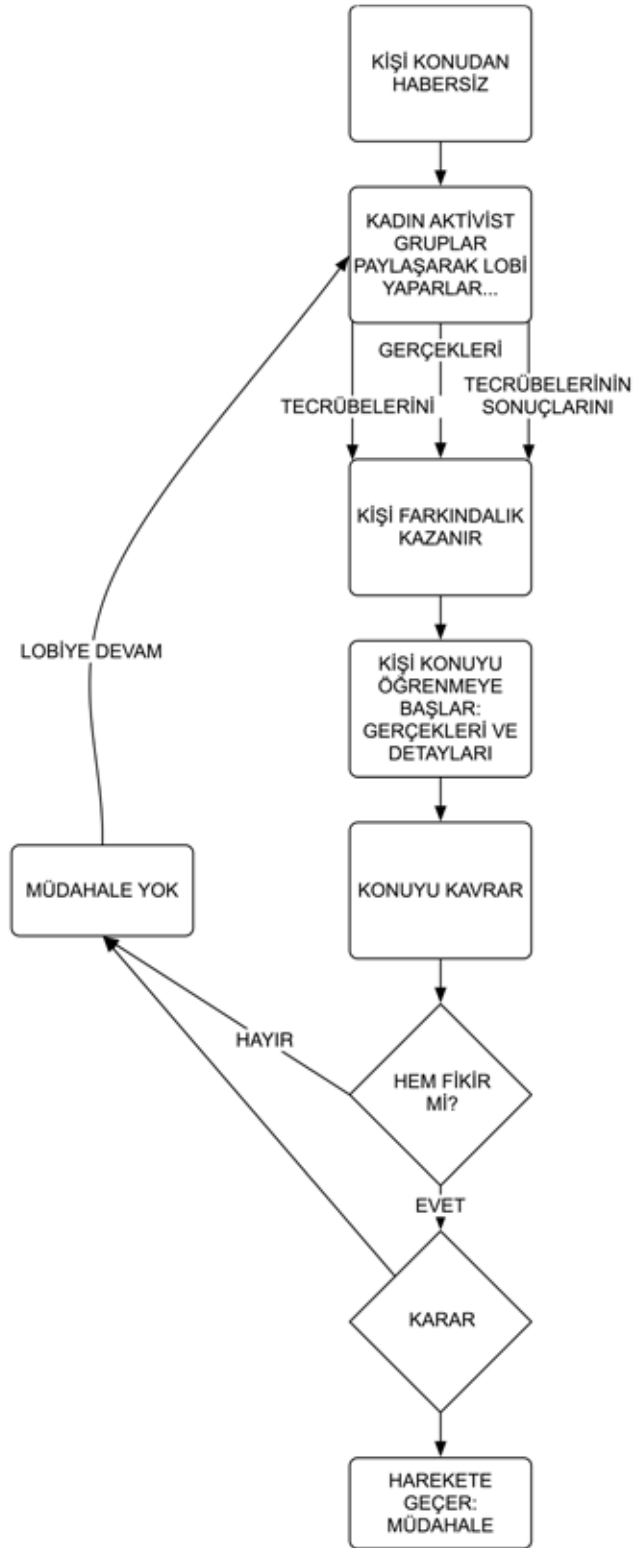 KİŞİ KONUDAN
HABERSİZ
KADIN AKTİVİST
GRUPLAR
PAYLAŞARAK LOBİ
YAPARLAR...
GERÇEKLERİ
TECRÜBELERİNİ
TECRÜBELERİNİN
SONUÇLARINI
KİŞİ FARKINDALIK
KAZANIR
LOBİYE DEVAM
KİŞİ KONUYU
ÖĞRENMEYE
BAŞLAR:
GERÇEKLERİ VE
DETAYLARI
MÜDAHALE YOK
KONUYU KAVRAR
HAYIR
HEM FİKİR
Mİ?
EVET
KARAR
HAREKETE
GEÇER:
MÜDAHALE